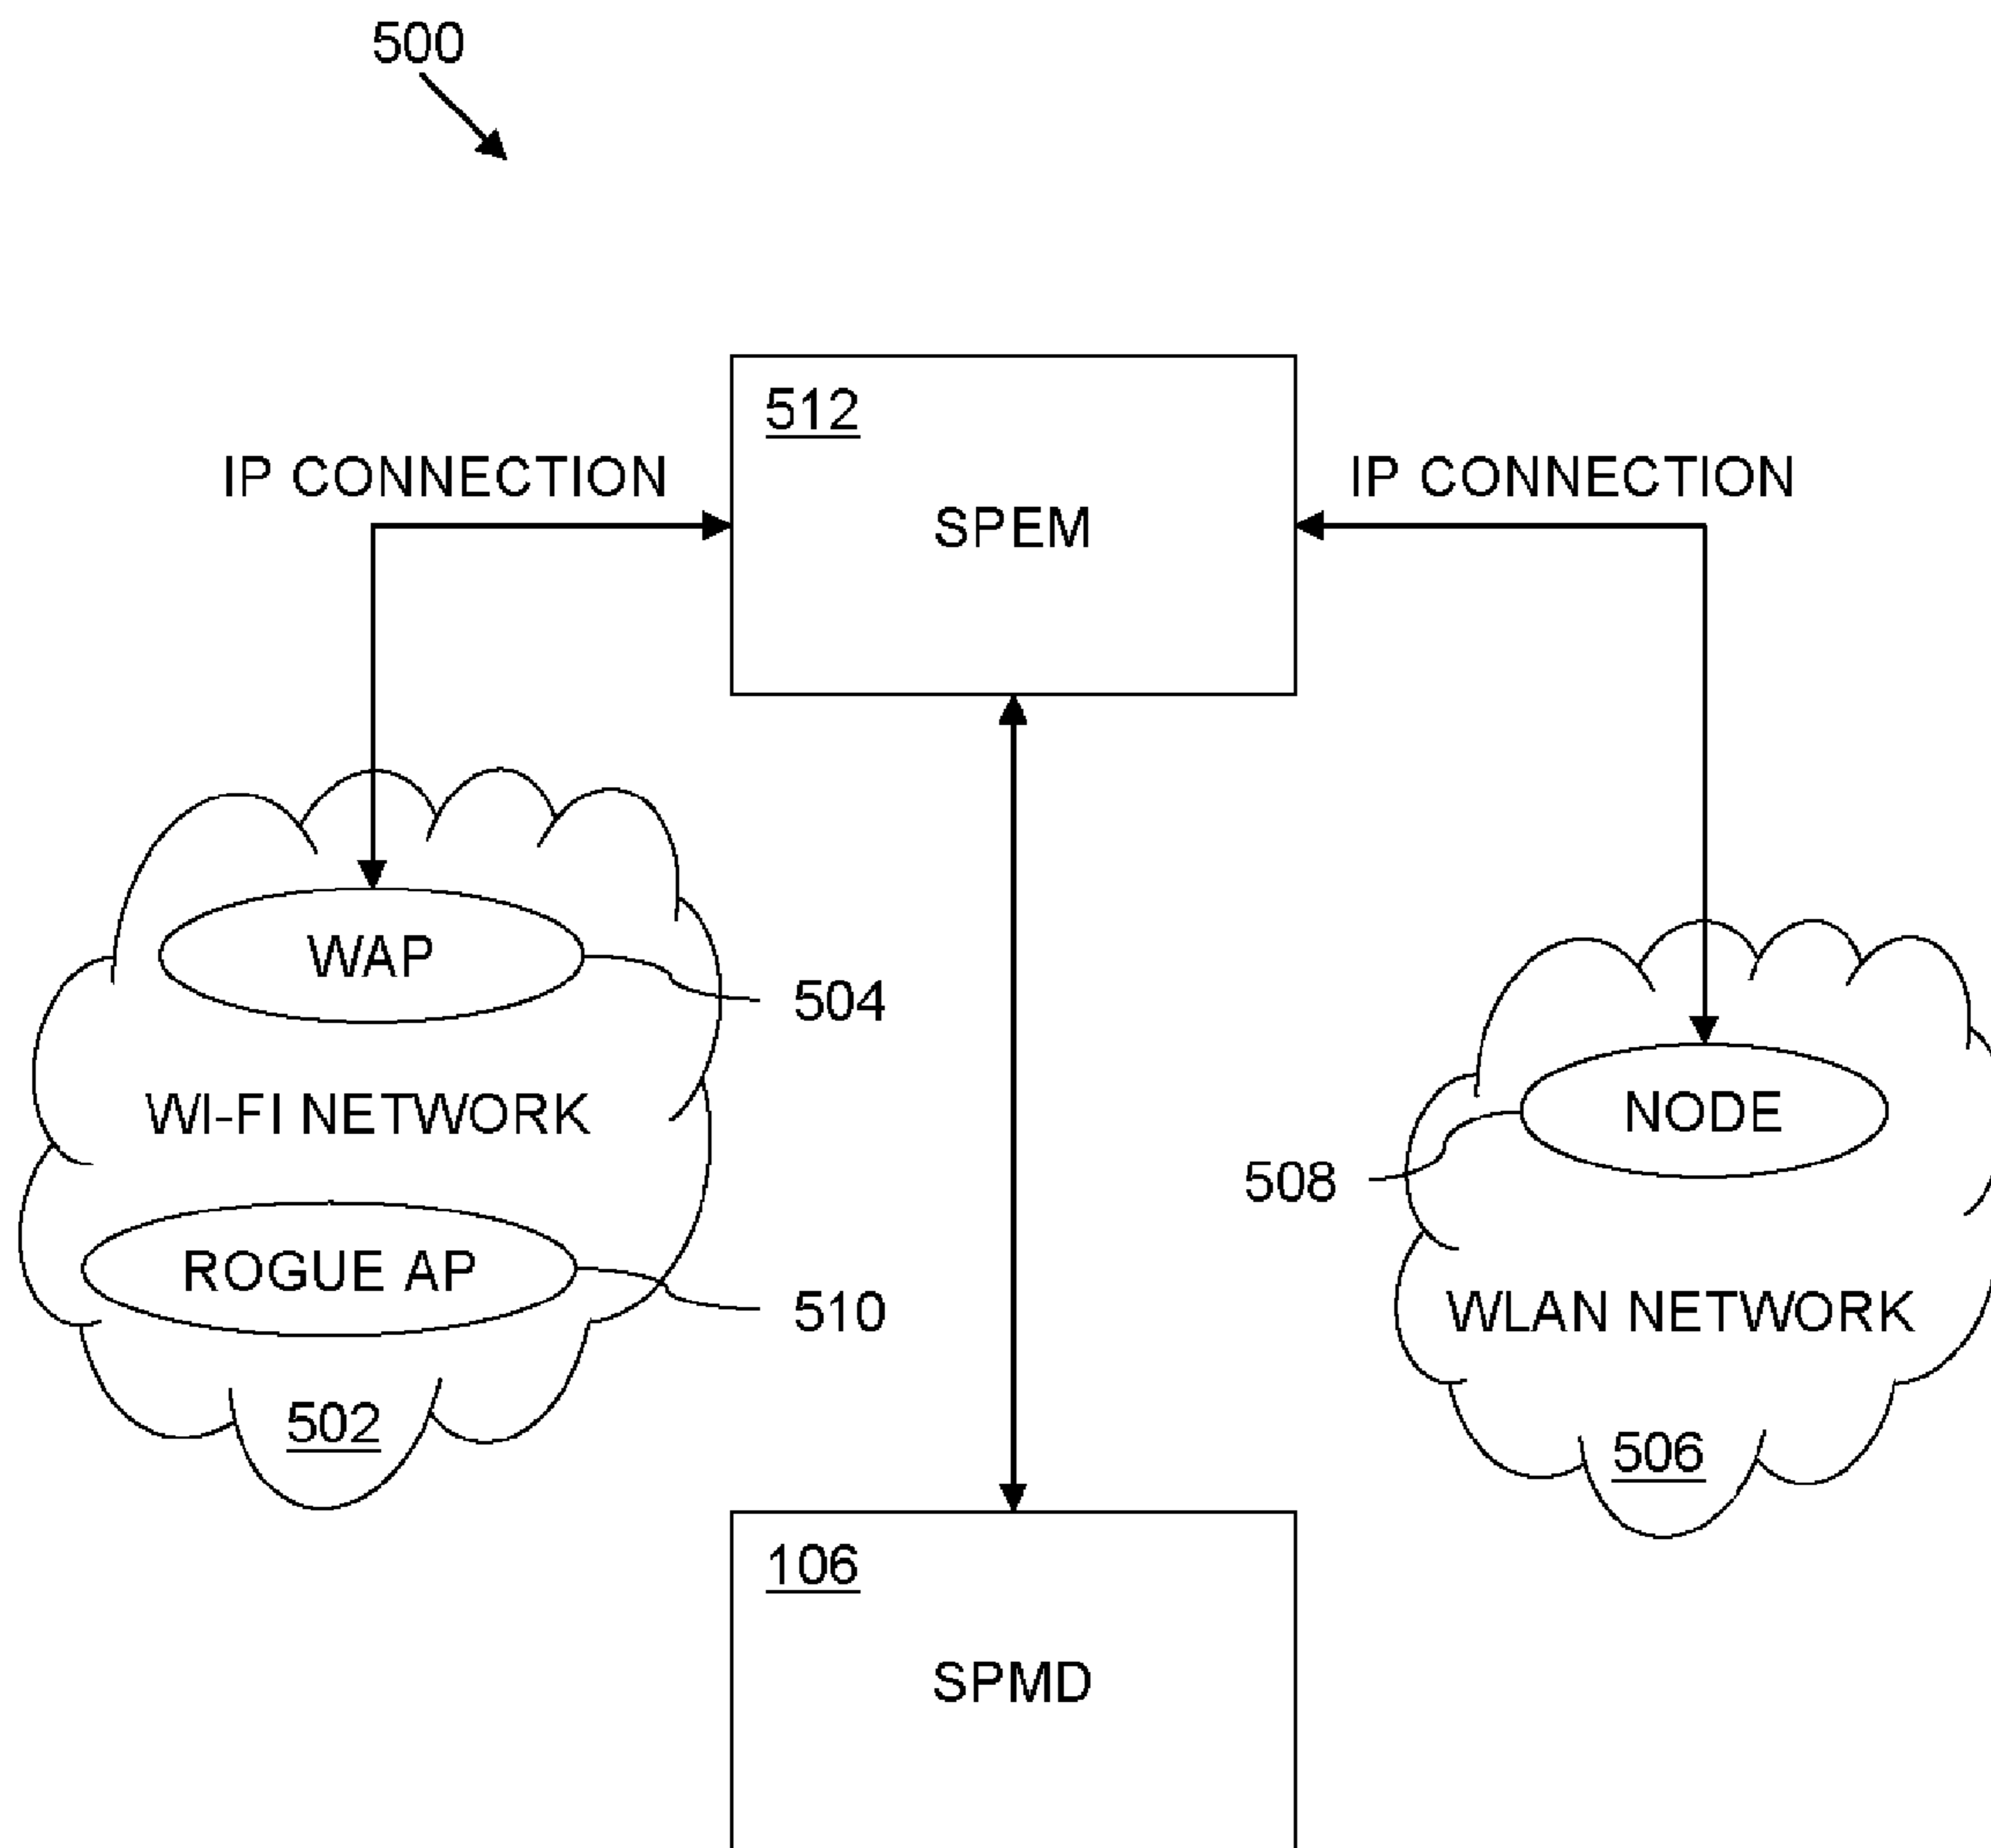 500
512
IP CONNECTION
IP CONNECTION
SPEM
WAP
504
WI-FI NETWORK
NODE
508
ROGUE AP
510
WLAN NETWORK
502
506
106
SPMD